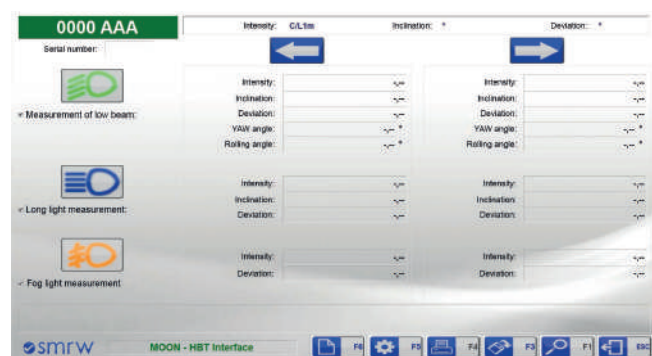 0000 AAA
Intensity: C/L1m Inclination: * Deviation: *
Serial number:
Intensity: -,-- Intensity: -,--
Inclination: -,-- Inclination: -,--
Measurement of low beam: Deviation: -,-- Deviation: -,--
YAW angle: -,-- ° YAW angle: -,-- °
Rolling angle: -,-- ° Rolling angle: -,-- °
Intensity: -,-- Intensity: -,--
Long light measurement: Inclination: -,-- Inclination: -,--
Deviation: -,-- Deviation: -,--
Intensity: -,-- Intensity: -,--
Deviation: -,-- Deviation: -,--
Fog light measurement
smrw MOON - HBT Interface F6 F5 F4 F3 F1 ESC